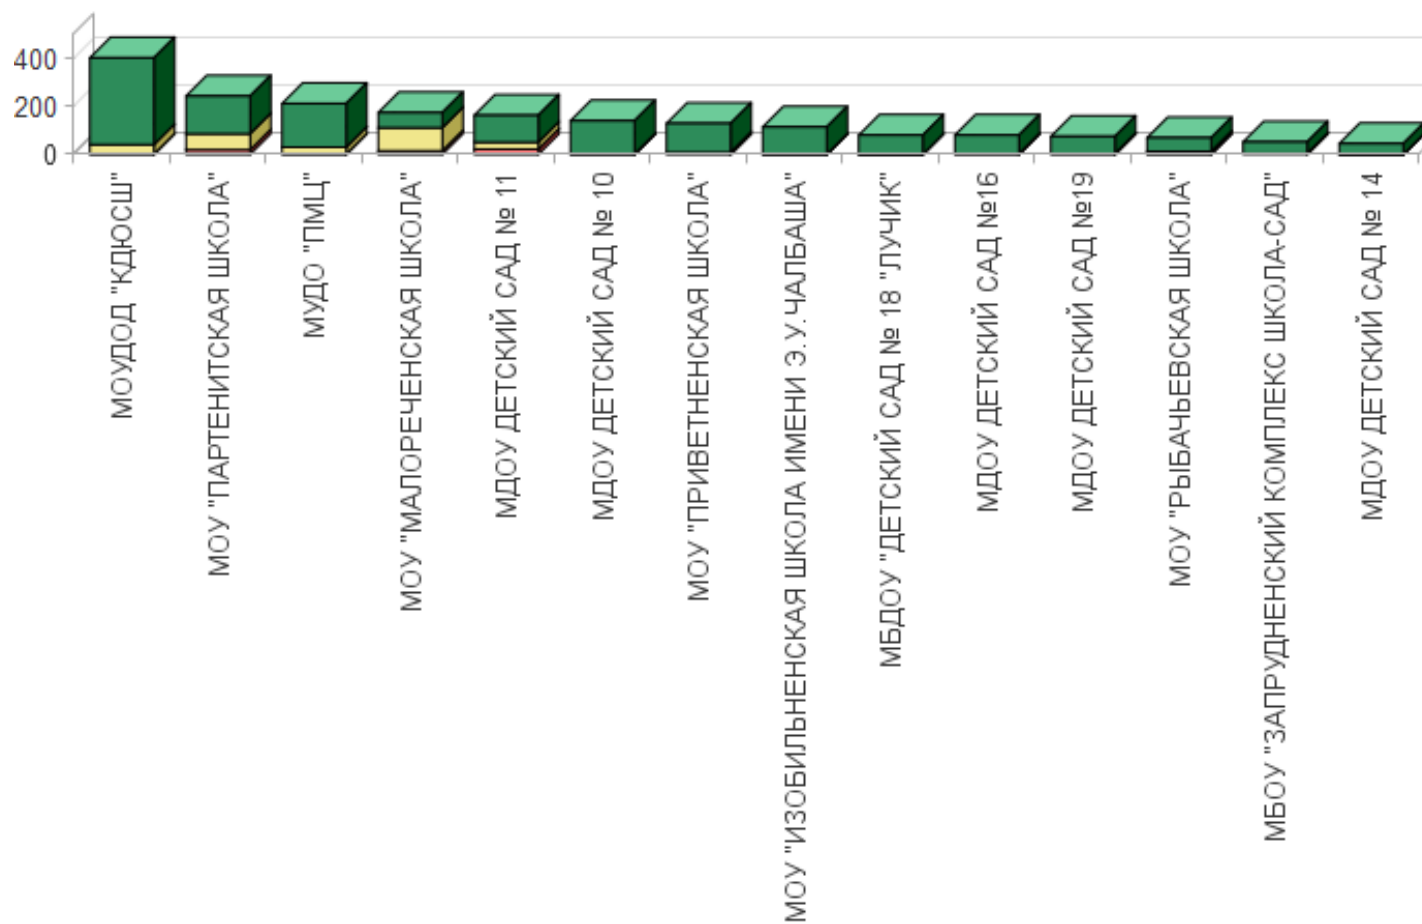 400
200
0
МОУДОД "КДЮСШ"
МОУ "ПАРТЕНИТСКАЯ ШКОЛА"
МУДО "ПМЦ"
МОУ "МАЛОРЕЧЕНСКАЯ ШКОЛА"
МДОУ ДЕТСКИЙ САД № 11
МДОУ ДЕТСКИЙ САД № 10
МОУ "ПРИВЕТНЕНСКАЯ ШКОЛА"
МОУ "ИЗОБИЛЬНЕНСКАЯ ШКОЛА ИМЕНИ Э.У.ЧАЛБАША"
МБДОУ "ДЕТСКИЙ САД № 18 "ЛУЧИК"
МДОУ ДЕТСКИЙ САД №16
МДОУ ДЕТСКИЙ САД №19
МОУ "РЫБАЧЬЕВСКАЯ ШКОЛА"
МБОУ "ЗАПРУДНЕНСКИЙ КОМПЛЕКС ШКОЛА-САД"
МДОУ ДЕТСКИЙ САД № 14